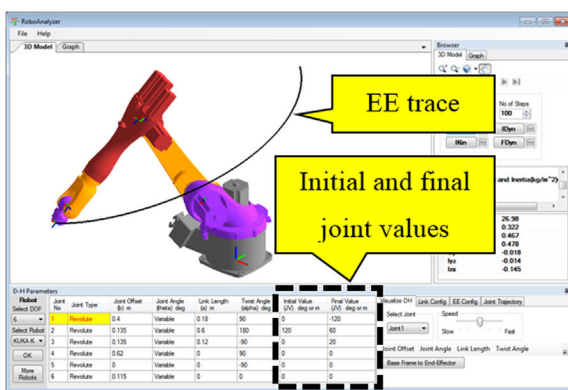 RoboAnalyzer
File Help
3D Model Graph
Browser
3D Model Graph
EE trace
No of Steps
100
IDyn
IKin FDyn
Initial and final
joint values
and Inertia(kg/m^2)
26.98
0.322
0.467
0.478
-0.018
Iyz -0.014
Izx -0.145
D-H Parameters
Robot
Select DOF
6
Select Robot
KUKA K
OK
More
Robots
Joint No Joint Type Joint Offset (b) m Joint Angle (theta) deg Link Length (a) m Twist Angle (alpha) deg Initial Value (JV) deg or m Final Value (JV) deg or m
1 Revolute 0.4 Variable 0.18 90 0 -120
2 Revolute 0.135 Variable 0.6 180 120 60
3 Revolute 0.135 Variable 0.12 -90 0 20
4 Revolute 0.62 Variable 0 90 0 0
5 Revolute 0 Variable 0 -90 0 0
6 Revolute 0.115 Variable 0 0 0 0
Visualize DH Link Config EE Config Joint Trajectory
Select Joint Speed
Joint1 Slow Fast
Joint Offset Joint Angle Link Length Twist Angle
Base Frame to End-Effector